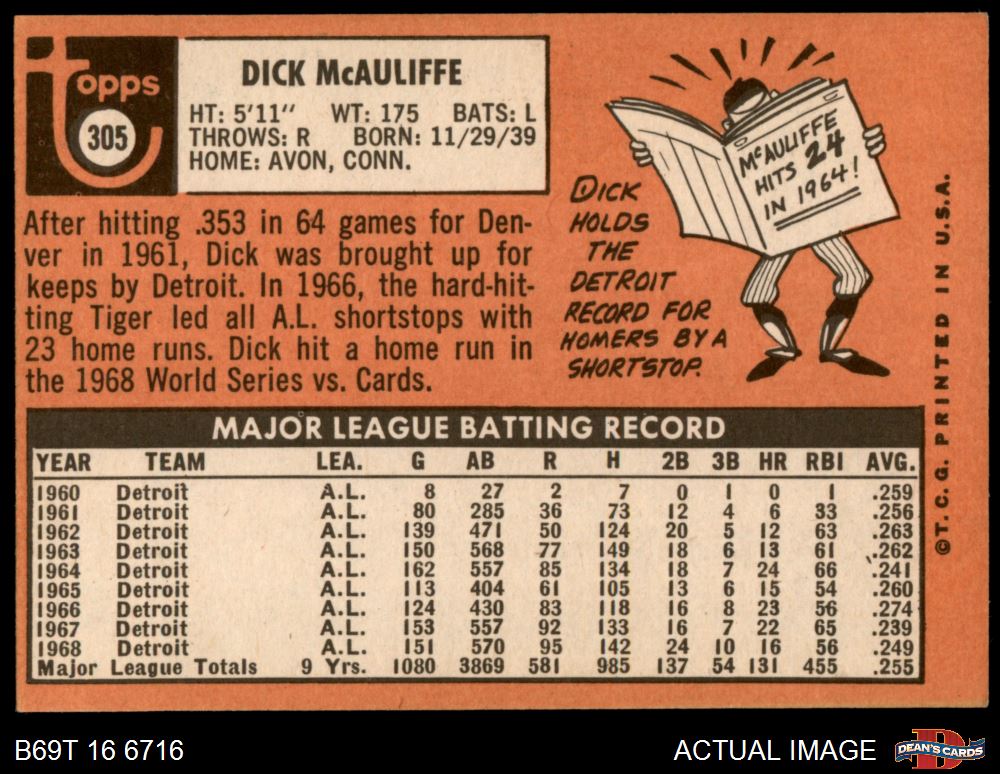 topps
305
DICK McAULIFFE
HT: 5'11" WT: 175 BATS: L
THROWS: R BORN: 11/29/39
HOME: AVON, CONN.
After hitting .353 in 64 games for Den-
ver in 1961, Dick was brought up for
keeps by Detroit. In 1966, the hard-hit-
ting Tiger led all A.L. shortstops with
23 home runs. Dick hit a home run in
the 1968 World Series vs. Cards.
DICK
HOLDS
THE
DETROIT
RECORD FOR
HOMERS BY A
SHORTSTOP.
McAULIFFE
HITS 24
IN 1964!
©T.C.G. PRINTED IN U.S.A.
MAJOR LEAGUE BATTING RECORD
YEAR TEAM LEA. G AB R H 2B 3B HR RBI AVG.
1960 Detroit A.L. 8 27 2 7 0 1 0 1 .259
1961 Detroit A.L. 80 285 36 73 12 4 6 33 .256
1962 Detroit A.L. 139 471 50 124 20 5 12 63 .263
1963 Detroit A.L. 150 568 77 149 18 6 13 61 .262
1964 Detroit A.L. 162 557 85 134 18 7 24 66 .241
1965 Detroit A.L. 113 404 61 105 13 6 15 54 .260
1966 Detroit A.L. 124 430 83 118 16 8 23 56 .274
1967 Detroit A.L. 153 557 92 133 16 7 22 65 .239
1968 Detroit A.L. 151 570 95 142 24 10 16 56 .249
Major League Totals 9 Yrs. 1080 3869 581 985 137 54 131 455 .255
B69T 16 6716
ACTUAL IMAGE
D
DEAN'S CARDS